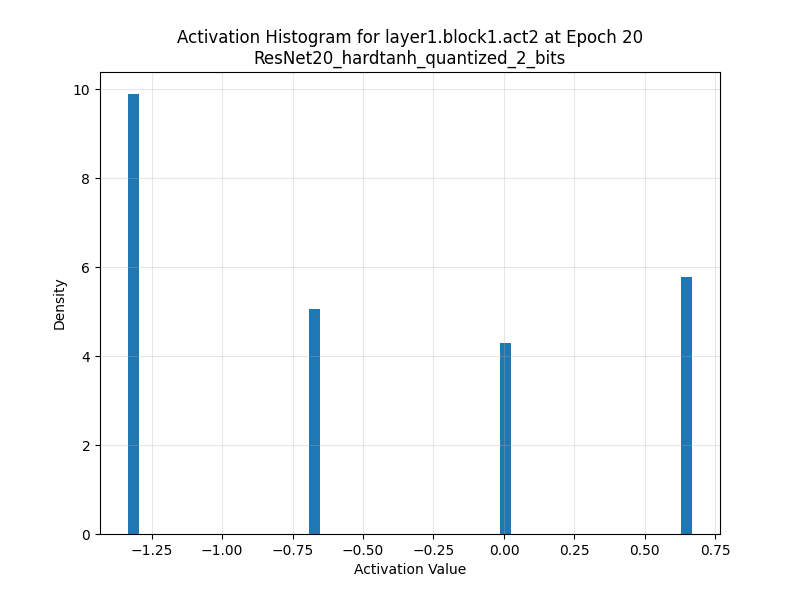 Activation Histogram for layer1.block1.act2 at Epoch 20
ResNet20_hardtanh_quantized_2_bits
10
8
6
4
2
0
Density
−1.25 −1.00 −0.75 −0.50 −0.25 0.00 0.25 0.50 0.75
Activation Value